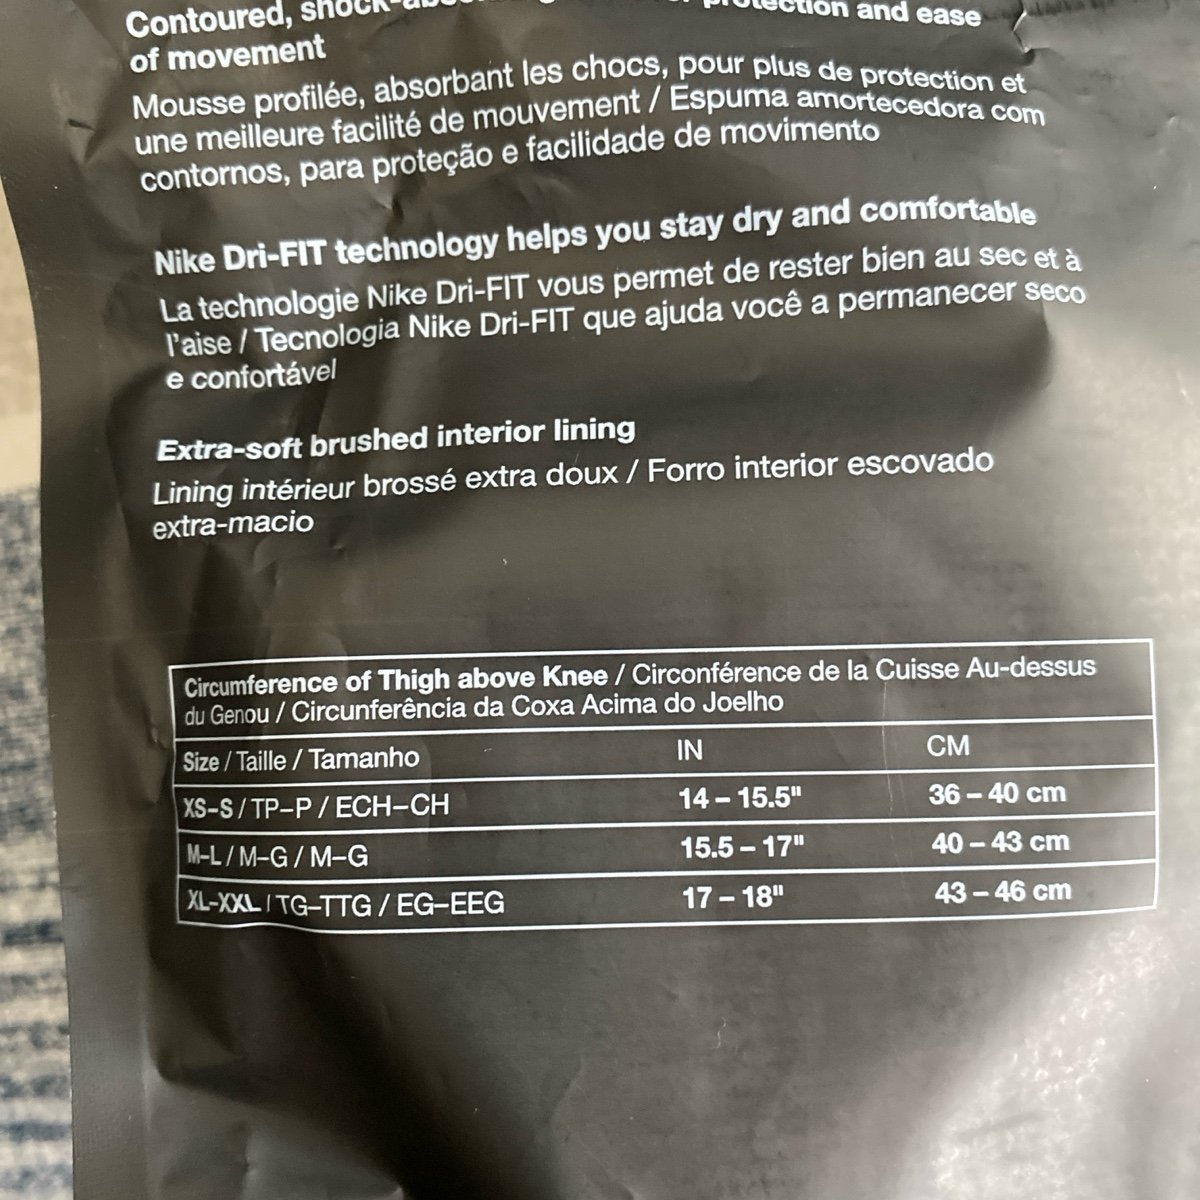 Contoured, and ease
of movement
Mousse profilée, absorbant les chocs, pour plus de protection et
une meilleure facilité de mouvement / Espuma amortecedora com
contornos, para proteção e facilidade de movimento
Nike Dri-FIT technology helps you stay dry and comfortable
La technologie Nike Dri-FIT vous permet de rester bien au sec et à
l'aise / Tecnologia Nike Dri-FIT que ajuda você a permanecer seco
e confortável
Extra-soft brushed interior lining
Lining intérieur brossé extra doux / Forro interior escovado
extra-macio
Circumference of Thigh above Knee / Circonférence de la Cuisse Au-dessus
du Genou / Circunferência da Coxa Acima do Joelho
Size / Taille / Tamanho IN CM
XS-S / TP-P / ECH-CH 14 – 15.5" 36 – 40 cm
M-L / M-G / M-G 15.5 – 17" 40 – 43 cm
XL-XXL / TG-TTG / EG-EEG 17 – 18" 43 – 46 cm